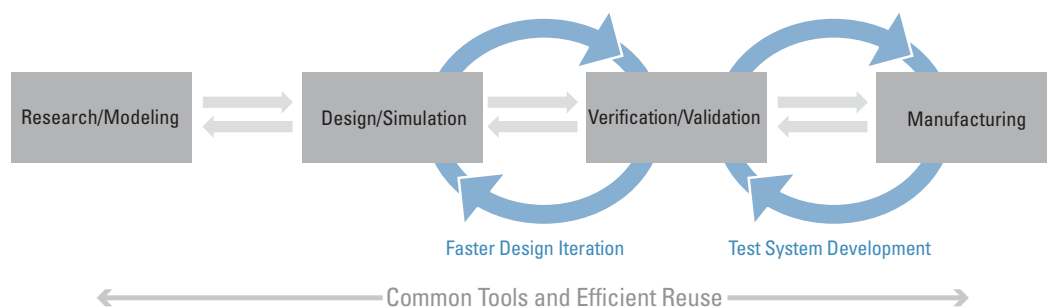 Research/Modeling
Design/Simulation
Verification/Validation
Manufacturing
Faster Design Iteration
Test System Development
Common Tools and Efficient Reuse